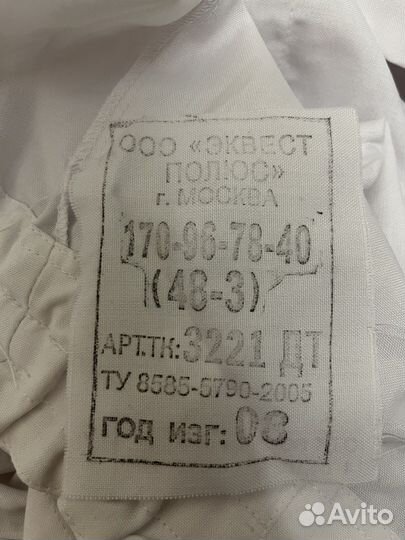 ООО «ЭКВЕСТ
ПОЛЮС»
г. МОСКВА
170-96-78-40
(48-3)
АРТ.ТК: 3221 ДТ
ТУ 8585-5790-2005
ГОД ИЗГ:
Avito